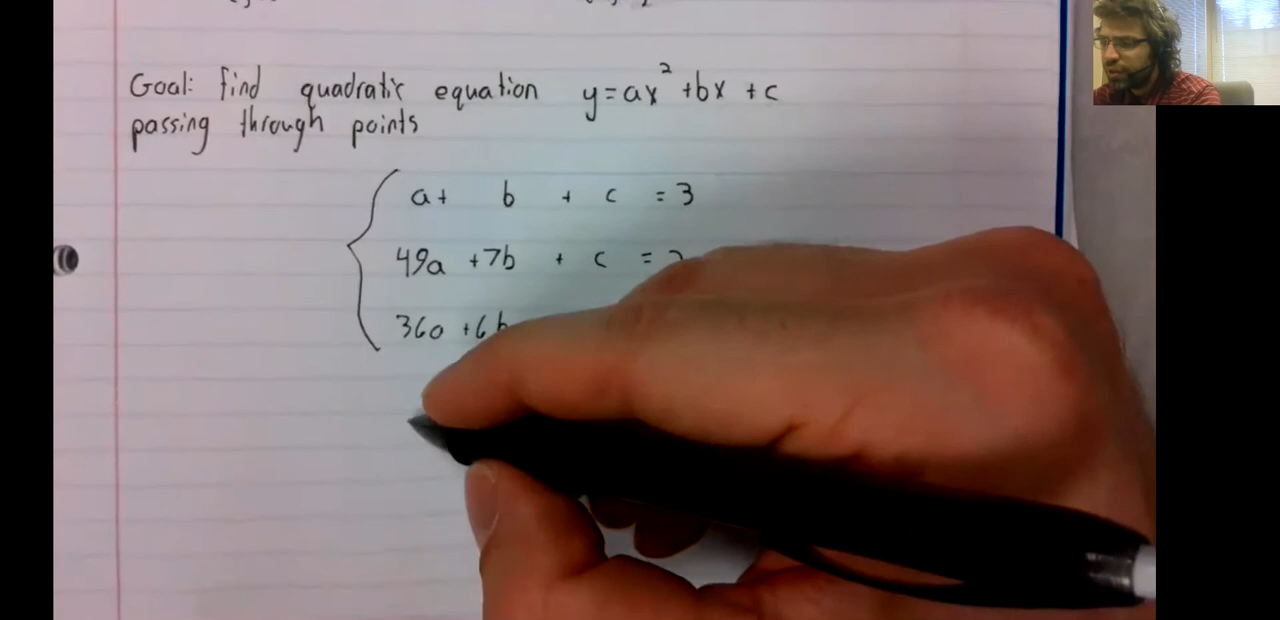 Goal: find quadratic equation y=ax²+bx+c
passing through points
a+ b + c = 3
49a +7b + c =
36a +6b